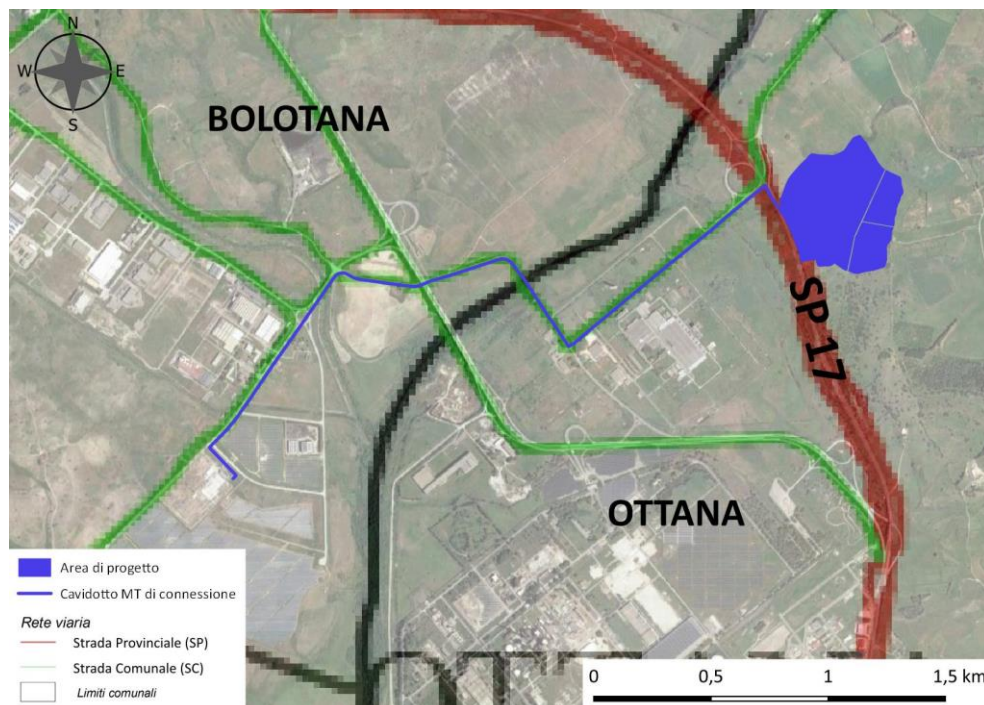 N
W E
S
BOLOTANA
SP 17
OTTANA
Area di progetto
Cavidotto MT di connessione
Rete viaria
Strada Provinciale (SP)
Strada Comunale (SC)
Limiti comunali
0 0,5 1 1,5 km